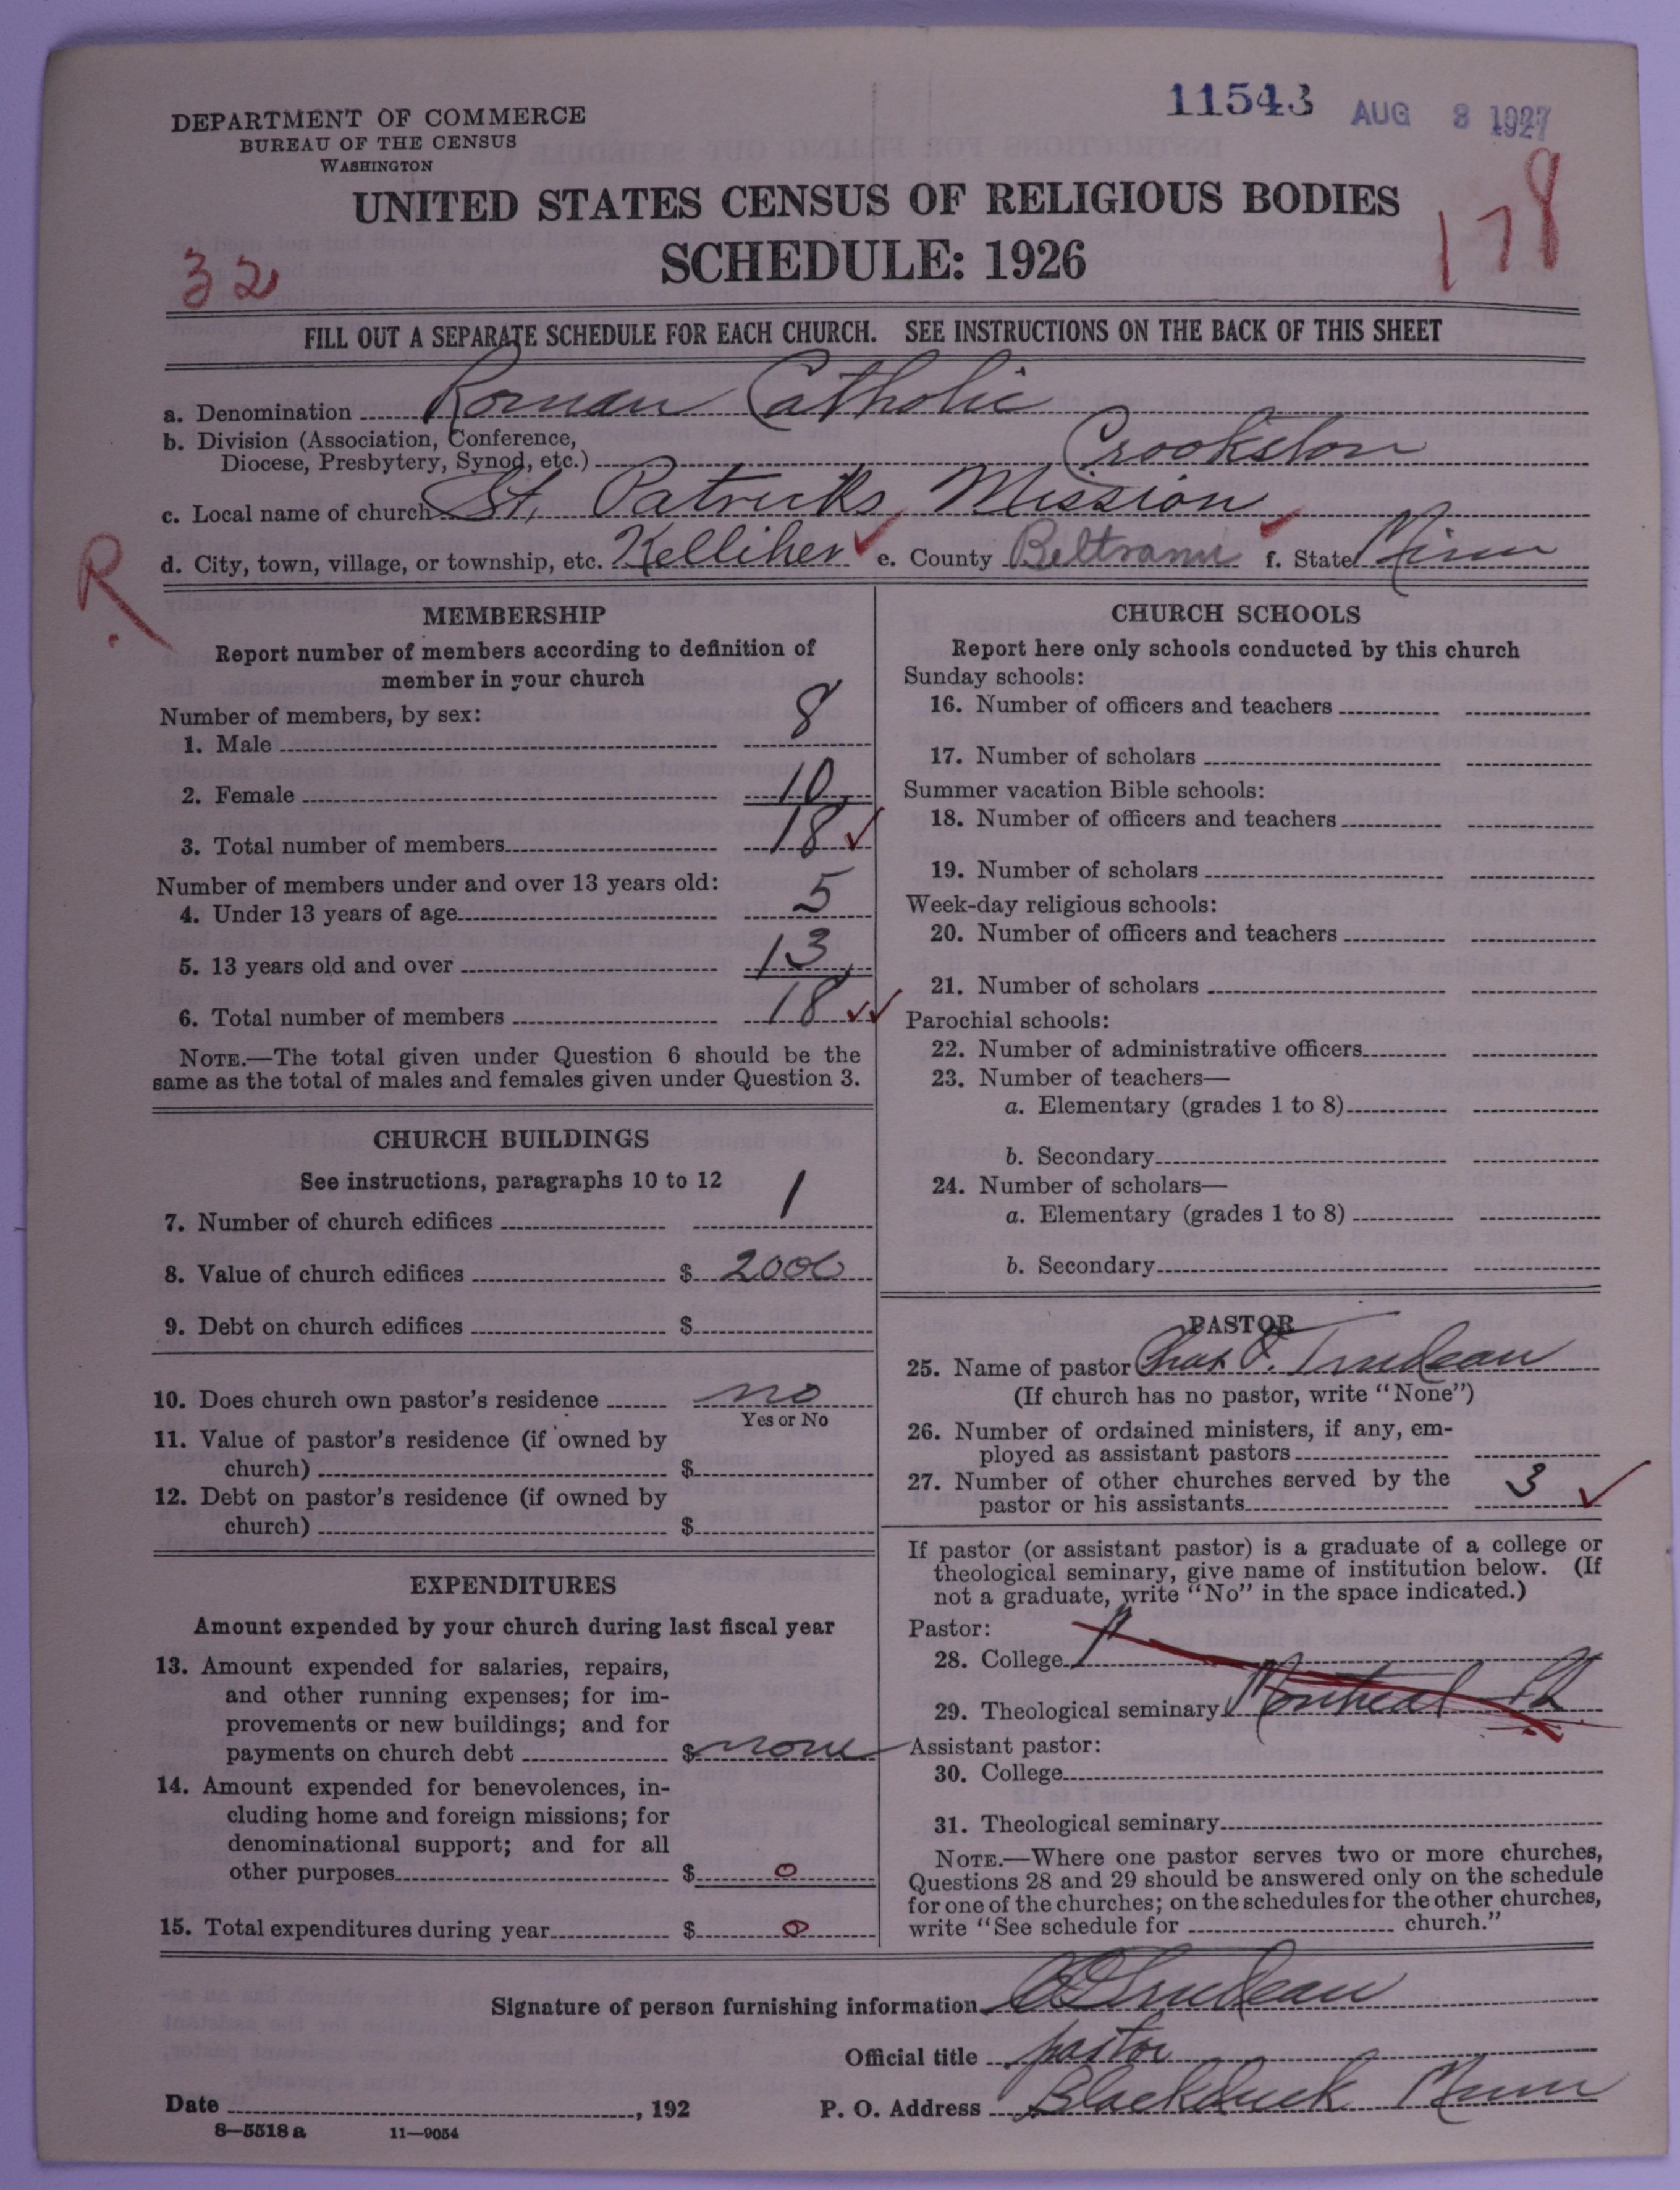 11543 AUG 3 1927
DEPARTMENT OF COMMERCE
BUREAU OF THE CENSUS
WASHINGTON
UNITED STATES CENSUS OF RELIGIOUS BODIES
SCHEDULE: 1926
32
178
FILL OUT A SEPARATE SCHEDULE FOR EACH CHURCH. SEE INSTRUCTIONS ON THE BACK OF THIS SHEET
a. Denomination Roman Catholic
b. Division (Association, Conference,
Diocese, Presbytery, Synod, etc.) Crookston
c. Local name of church St. Patricks Mission
R
d. City, town, village, or township, etc. Kelliher e. County Beltrami f. State Minn
MEMBERSHIP
Report number of members according to definition of
member in your church
Number of members, by sex:
1. Male 8
2. Female 10
3. Total number of members 18
Number of members under and over 13 years old:
4. Under 13 years of age 5
5. 13 years old and over 13
6. Total number of members 18
NOTE.—The total given under Question 6 should be the
same as the total of males and females given under Question 3.
CHURCH BUILDINGS
See instructions, paragraphs 10 to 12
7. Number of church edifices 1
8. Value of church edifices $ 2000
9. Debt on church edifices $
10. Does church own pastor's residence no
Yes or No
11. Value of pastor's residence (if owned by
church) $
12. Debt on pastor's residence (if owned by
church) $
EXPENDITURES
Amount expended by your church during last fiscal year
13. Amount expended for salaries, repairs,
and other running expenses; for im-
provements or new buildings; and for
payments on church debt $ none
14. Amount expended for benevolences, in-
cluding home and foreign missions; for
denominational support; and for all
other purposes $ 0
15. Total expenditures during year $ 0
CHURCH SCHOOLS
Report here only schools conducted by this church
Sunday schools:
16. Number of officers and teachers
17. Number of scholars
Summer vacation Bible schools:
18. Number of officers and teachers
19. Number of scholars
Week-day religious schools:
20. Number of officers and teachers
21. Number of scholars
Parochial schools:
22. Number of administrative officers
23. Number of teachers—
a. Elementary (grades 1 to 8)
b. Secondary
24. Number of scholars—
a. Elementary (grades 1 to 8)
b. Secondary
PASTOR
25. Name of pastor Chas F. Trudeau
(If church has no pastor, write "None")
26. Number of ordained ministers, if any, em-
ployed as assistant pastors
27. Number of other churches served by the
pastor or his assistants 3
If pastor (or assistant pastor) is a graduate of a college or
theological seminary, give name of institution below. (If
not a graduate, write "No" in the space indicated.)
Pastor:
28. College
29. Theological seminary Montreal
Assistant pastor:
30. College
31. Theological seminary
NOTE.—Where one pastor serves two or more churches,
Questions 28 and 29 should be answered only on the schedule
for one of the churches; on the schedules for the other churches,
write "See schedule for church."
Signature of person furnishing information Trudeau
Official title pastor
Date , 192 P. O. Address Blackduck Minn
8—5518 a 11—9054